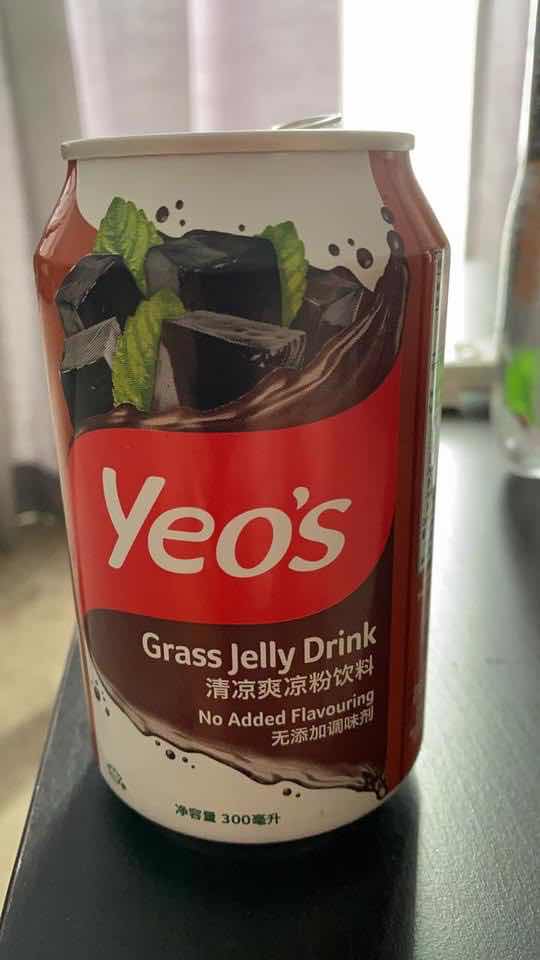 Yeo's
Grass Jelly Drink
清凉爽凉粉饮料
No Added Flavouring
无添加调味剂
净容量 300毫升